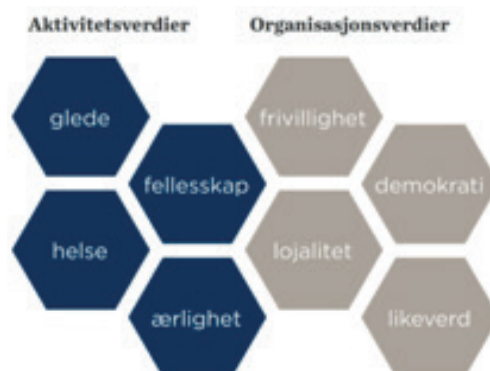 Aktivitetsverdier
Organisasjonsverdier
glede
frivillighet
fellesskap
demokrati
helse
lojalitet
ærlighet
likeverd